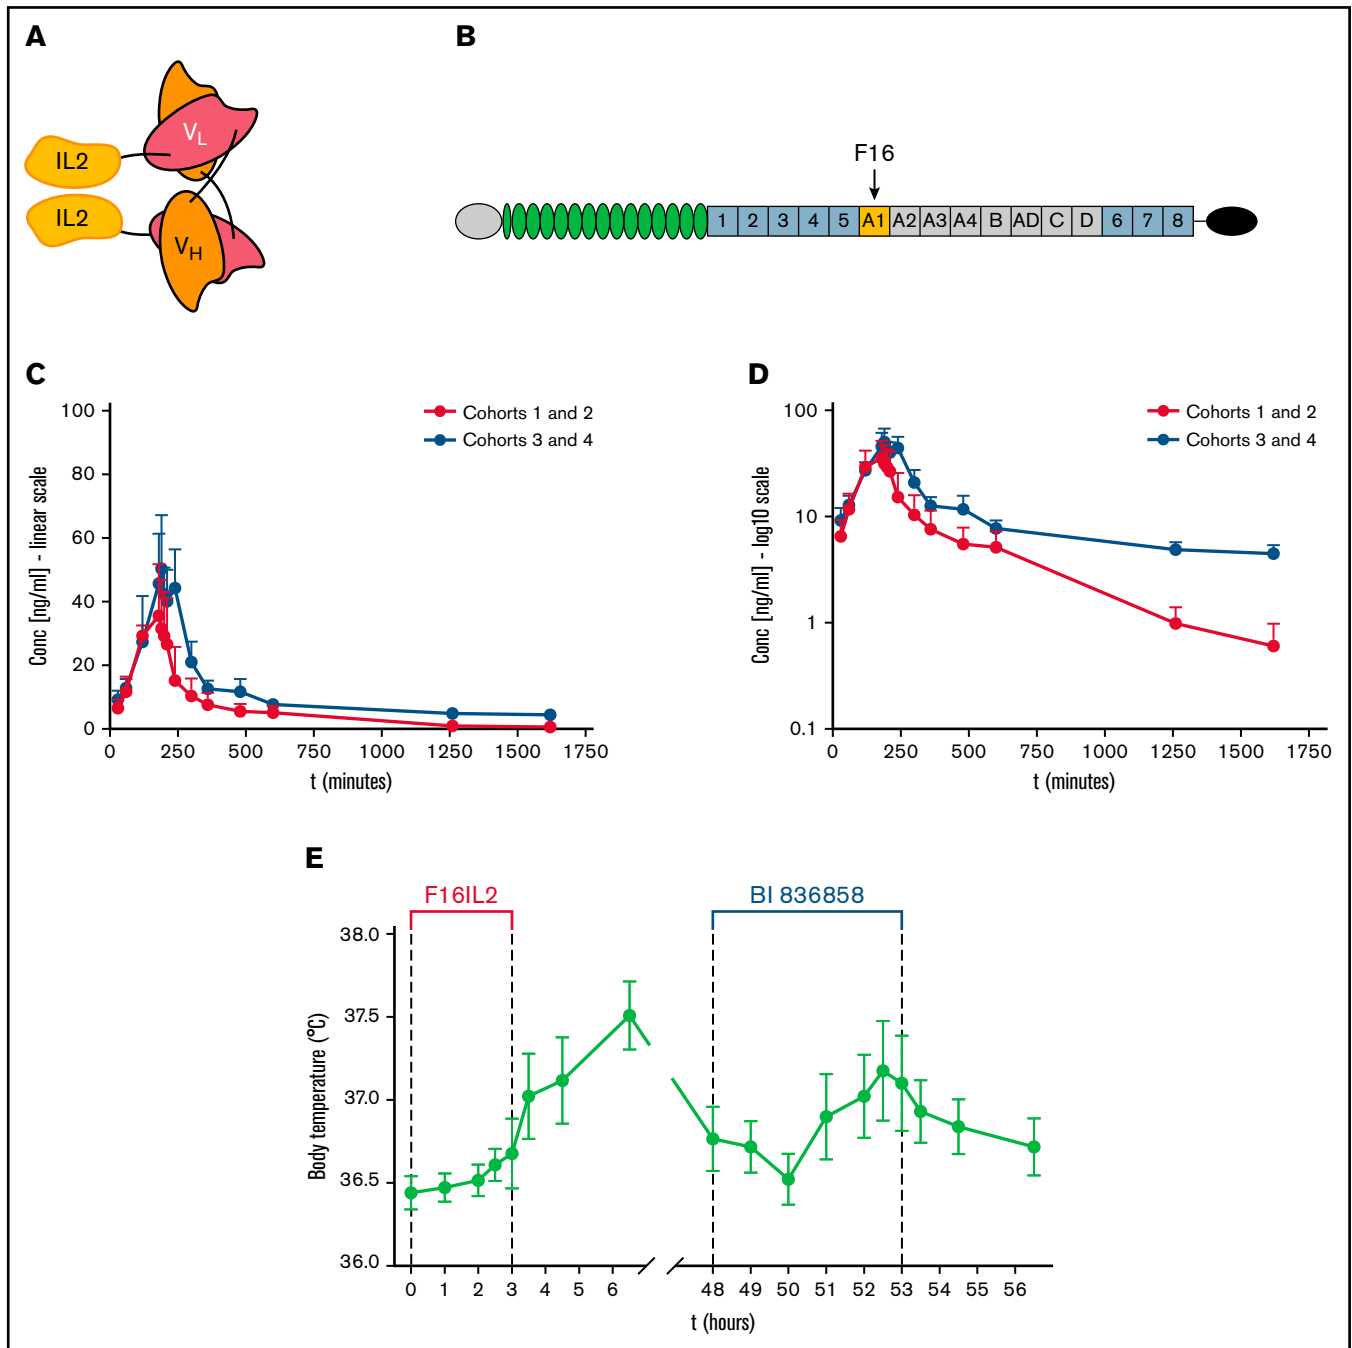 A
B
V_L
IL2
IL2
V_H
F16
1 2 3 4 5 A1 A2 A3 A4 B AD C D 6 7 8
C
Cohorts 1 and 2
Cohorts 3 and 4
100
80
60
40
20
0
Conc [ng/ml] - linear scale
0 250 500 750 1000 1250 1500 1750
t (minutes)
D
Cohorts 1 and 2
Cohorts 3 and 4
100
10
1
0.1
Conc [ng/ml] - log10 scale
0 250 500 750 1000 1250 1500 1750
t (minutes)
E
F16IL2
BI 836858
38.0
37.5
37.0
36.5
36.0
Body temperature (°C)
0 1 2 3 4 5 6 48 49 50 51 52 53 54 55 56
t (hours)